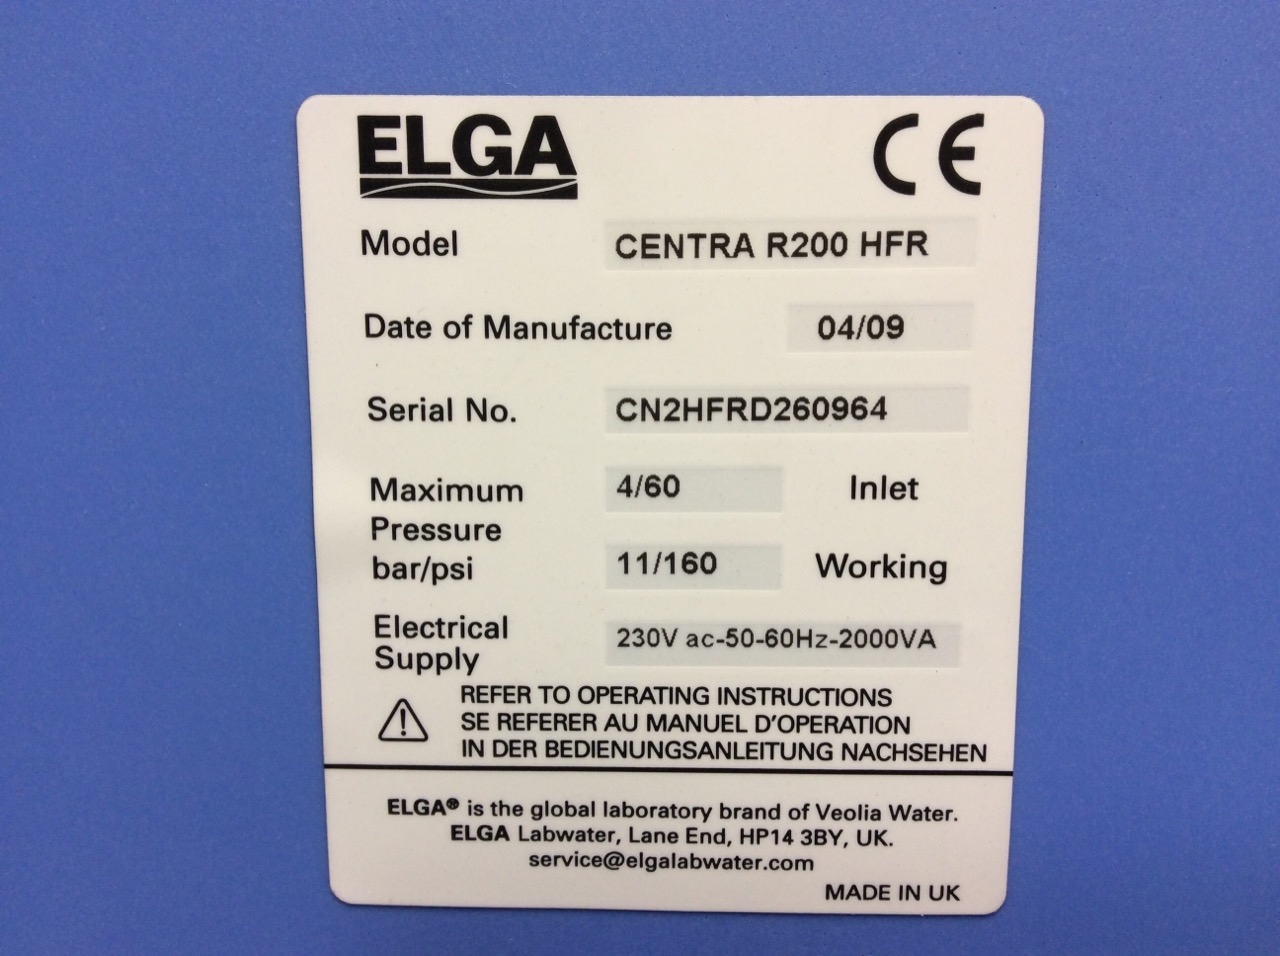 ELGA CE
Model CENTRA R200 HFR
Date of Manufacture 04/09
Serial No. CN2HFRD260964
Maximum 4/60 Inlet
Pressure
bar/psi 11/160 Working
Electrical
Supply 230V ac-50-60Hz-2000VA
REFER TO OPERATING INSTRUCTIONS
SE REFERER AU MANUEL D'OPERATION
IN DER BEDIENUNGSANLEITUNG NACHSEHEN
ELGA® is the global laboratory brand of Veolia Water.
ELGA Labwater, Lane End, HP14 3BY, UK.
service@elgalabwater.com
MADE IN UK